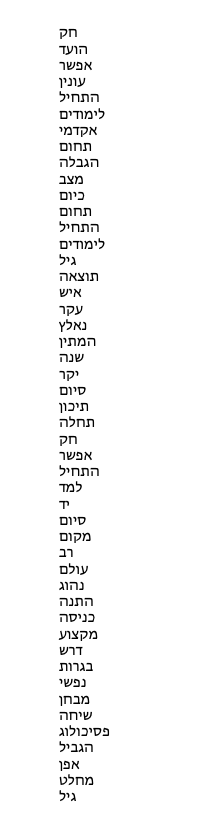 חק
הועד
אפשר
עונין
התחיל
לימודים
אקדמי
תחום
הגבלה
מצב
כיום
תחום
התחיל
לימודים
גיל
תוצאה
איש
עקר
נאלץ
המתין
שנה
יקר
סיום
תיכון
תחלה
חק
אפשר
התחיל
למד
יד
סיום
מקום
רב
עולם
נהוג
התנה
כניסה
מקצוע
דרש
בגרות
נפשי
מבחן
שיחה
פסיכולוג
הגביל
אפן
מחלט
גיל